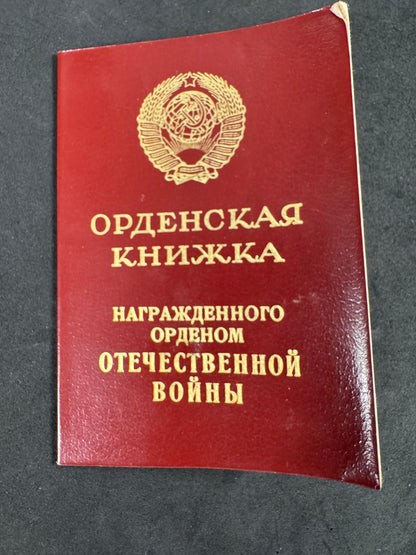 ОРДЕНСКАЯ
КНИЖКА
НАГРАЖДЕННОГО
ОРДЕНОМ
ОТЕЧЕСТВЕННОЙ
ВОЙНЫ